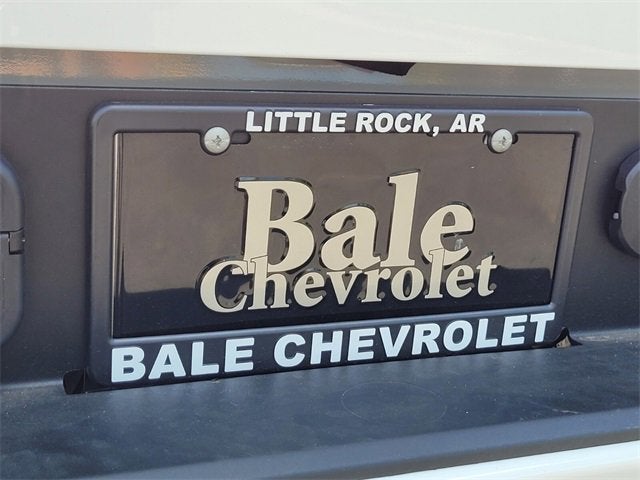 LITTLE ROCK, AR
Bale
Chevrolet
BALE CHEVROLET